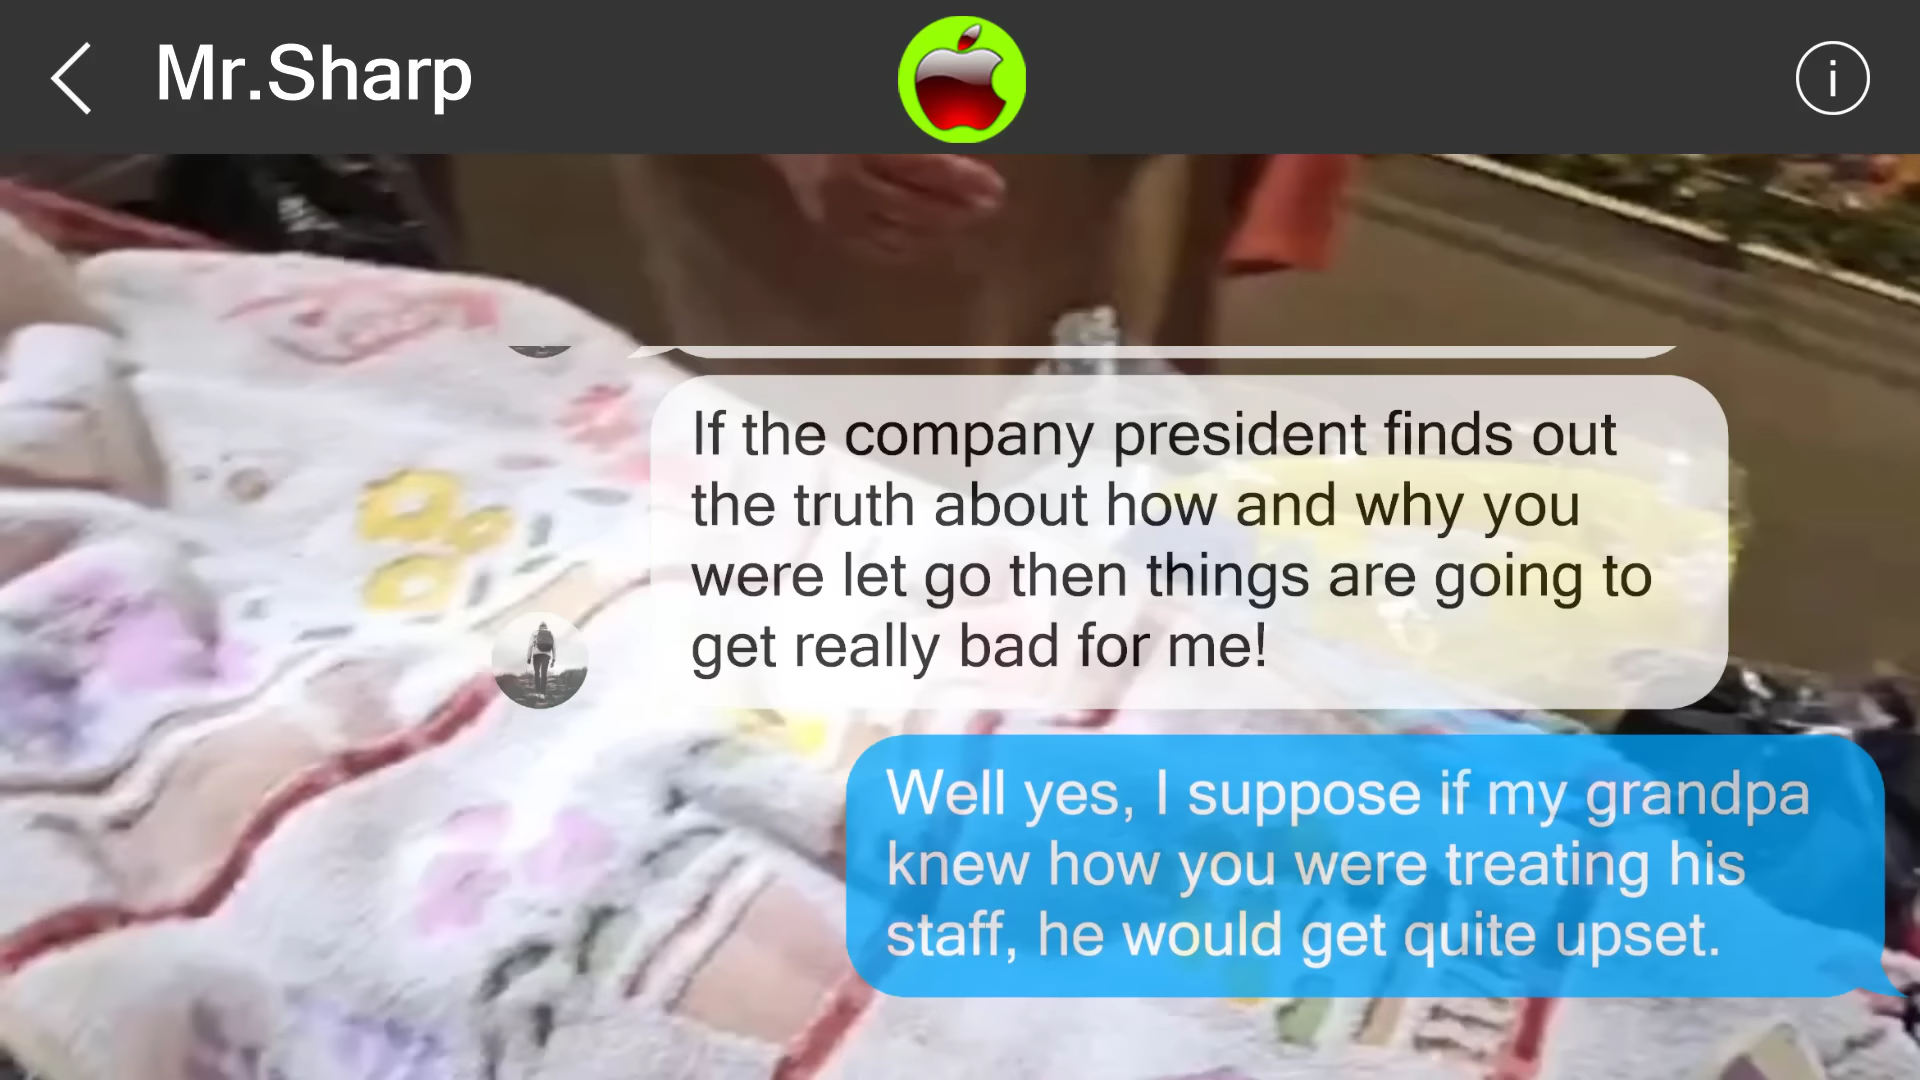 Mr.Sharp
If the company president finds out
the truth about how and why you
were let go then things are going to
get really bad for me!
Well yes, I suppose if my grandpa
knew how you were treating his
staff, he would get quite upset.